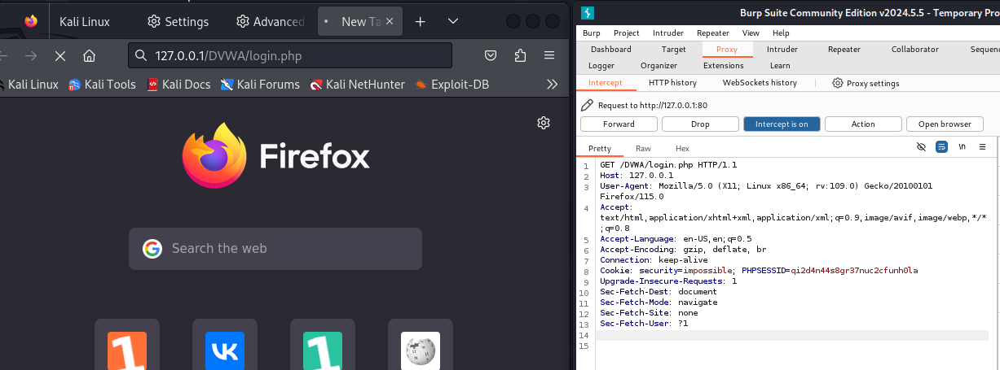 Kali Linux
Settings
Advanced
New Ta
127.0.0.1/DVWA/login.php
Kali Linux
Kali Tools
Kali Docs
Kali Forums
Kali NetHunter
Exploit-DB
Firefox
Search the web
Burp Suite Community Edition v2024.5.5 - Temporary Pro
Burp Project Intruder Repeater View Help
Dashboard Target Proxy Intruder Repeater Collaborator Sequenc
Logger Organizer Extensions Learn
Intercept HTTP history WebSockets history Proxy settings
Request to http://127.0.0.1:80
Forward Drop Intercept is on Action Open browser
Pretty Raw Hex \n
1 GET /DVWA/login.php HTTP/1.1
2 Host: 127.0.0.1
3 User-Agent: Mozilla/5.0 (X11; Linux x86_64; rv:109.0) Gecko/20100101
Firefox/115.0
4 Accept:
text/html,application/xhtml+xml,application/xml;q=0.9,image/avif,image/webp,*/*
;q=0.8
5 Accept-Language: en-US,en;q=0.5
6 Accept-Encoding: gzip, deflate, br
7 Connection: keep-alive
8 Cookie: security=impossible; PHPSESSID=qi2d4n44s8gr37nuc2cfunh0la
9 Upgrade-Insecure-Requests: 1
10 Sec-Fetch-Dest: document
11 Sec-Fetch-Mode: navigate
12 Sec-Fetch-Site: none
13 Sec-Fetch-User: ?1
14
15